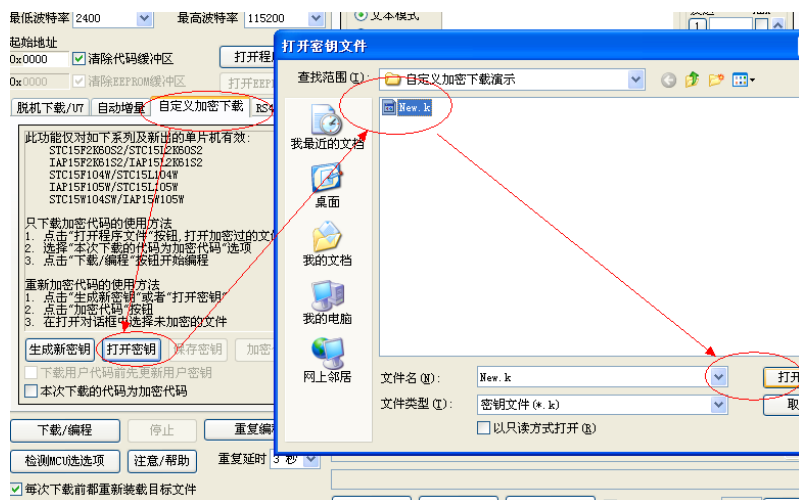 最低波特率 2400 最高波特率 115200
文本模式
起始地址
0x0000 清除代码缓冲区 打开程
0x0000 清除EEPROM缓冲区 打开EEP
脱机下载/U7 自动增量 自定义加密下载 RS4
此功能仅对如下系列及新出的单片机有效:
STC15F2K60S2/STC15L2K60S2
IAP15F2K61S2/IAP15L2K61S2
STC15F104W/STC15L104W
IAP15F105W/STC15L105W
STC15W104SW/IAP15W105W
只下载加密代码的使用方法
1. 点击"打开程序文件"按钮,打开加密过的文
2. 选择"本次下载的代码为加密代码"选项
3. 点击"下载/编程"按钮开始编程
重新加密代码的使用方法
1. 点击"生成新密钥"或者"打开密钥"
2. 点击"加密代码"按钮
3. 在打开对话框中选择未加密的文件
生成新密钥 打开密钥 保存密钥 加密
下载用户代码前先更新用户密钥
本次下载的代码为加密代码
下载/编程 停止 重复编
检测MCU选选项 注意/帮助 重复延时 3 秒
每次下载前都重新装载目标文件
打开密钥文件
查找范围(I): 自定义加密下载演示
New.k
我最近的文档
桌面
我的文档
我的电脑
网上邻居
文件名(N): New.k 打开
文件类型(T): 密钥文件(*.k) 取
以只读方式打开(R)